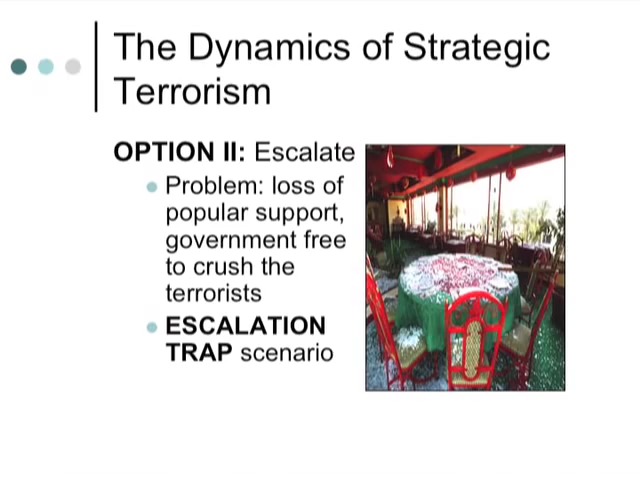 The Dynamics of Strategic
Terrorism
OPTION II: Escalate
Problem: loss of
popular support,
government free
to crush the
terrorists
ESCALATION
TRAP scenario